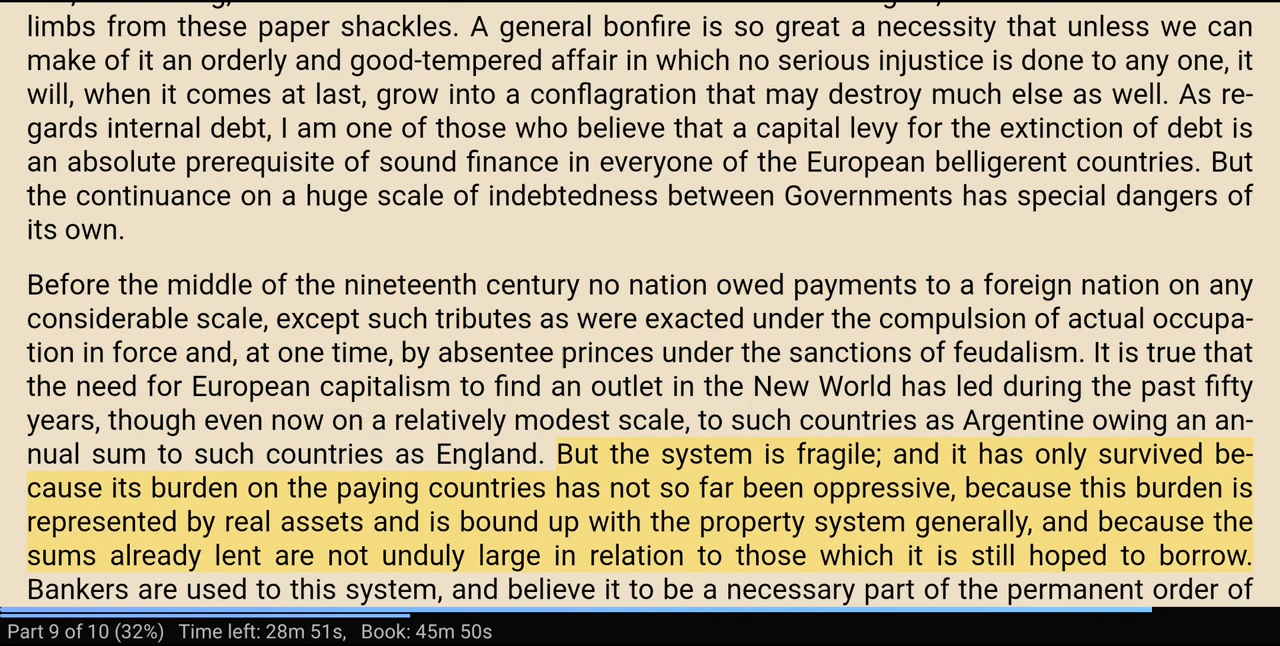 limbs from these paper shackles. A general bonfire is so great a necessity that unless we can
make of it an orderly and good-tempered affair in which no serious injustice is done to any one, it
will, when it comes at last, grow into a conflagration that may destroy much else as well. As re-
gards internal debt, I am one of those who believe that a capital levy for the extinction of debt is
an absolute prerequisite of sound finance in everyone of the European belligerent countries. But
the continuance on a huge scale of indebtedness between Governments has special dangers of
its own.
Before the middle of the nineteenth century no nation owed payments to a foreign nation on any
considerable scale, except such tributes as were exacted under the compulsion of actual occupa-
tion in force and, at one time, by absentee princes under the sanctions of feudalism. It is true that
the need for European capitalism to find an outlet in the New World has led during the past fifty
years, though even now on a relatively modest scale, to such countries as Argentine owing an an-
nual sum to such countries as England. But the system is fragile; and it has only survived be-
cause its burden on the paying countries has not so far been oppressive, because this burden is
represented by real assets and is bound up with the property system generally, and because the
sums already lent are not unduly large in relation to those which it is still hoped to borrow.
Bankers are used to this system, and believe it to be a necessary part of the permanent order of
Part 9 of 10 (32%) Time left: 28m 51s, Book: 45m 50s